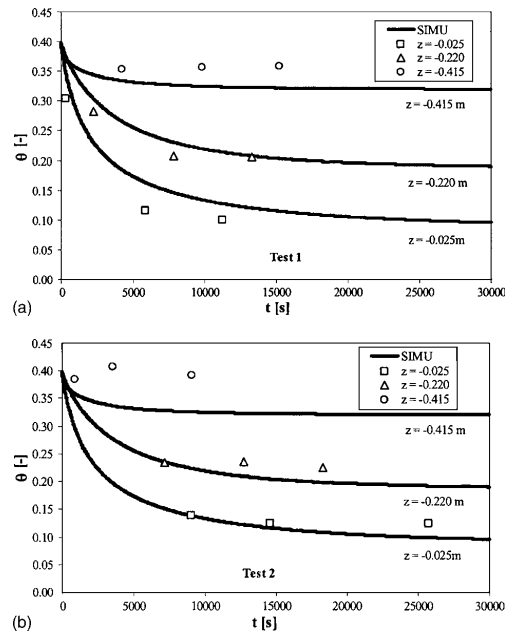 (a)
θ [-]
0.45
0.40
0.35
0.30
0.25
0.20
0.15
0.10
0.05
0.00
SIMU
z = -0.025
z = -0.220
z = -0.415
z = -0.415 m
z = -0.220 m
z = -0.025m
Test 1
0
5000
10000
15000
20000
25000
30000
t [s]
(b)
θ [-]
0.45
0.40
0.35
0.30
0.25
0.20
0.15
0.10
0.05
0.00
SIMU
z = -0.025
z = -0.220
z = -0.415
z = -0.415 m
z = -0.220 m
z = -0.025m
Test 2
0
5000
10000
15000
20000
25000
30000
t [s]